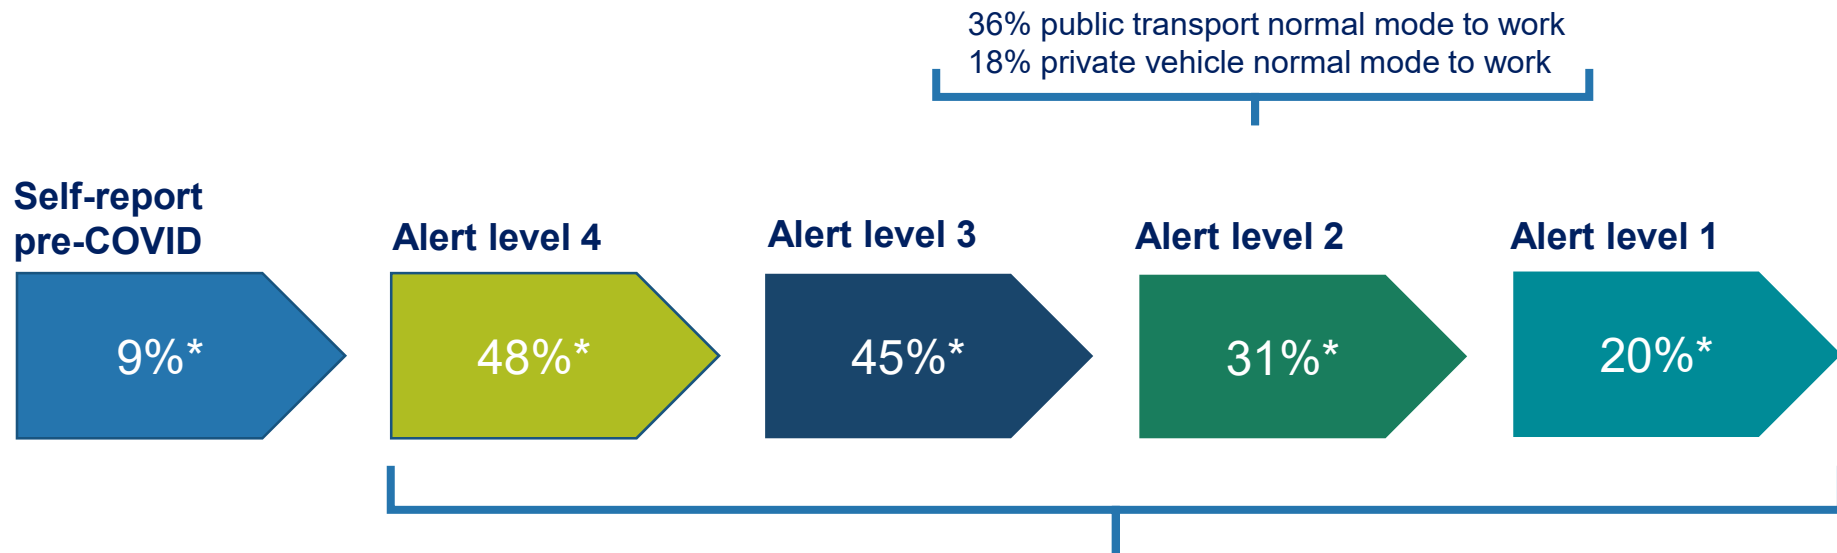 36% public transport normal mode to work
18% private vehicle normal mode to work
Self-report
pre-COVID
Alert level 4
Alert level 3
Alert level 2
Alert level 1
9%*
48%*
45%*
31%*
20%*